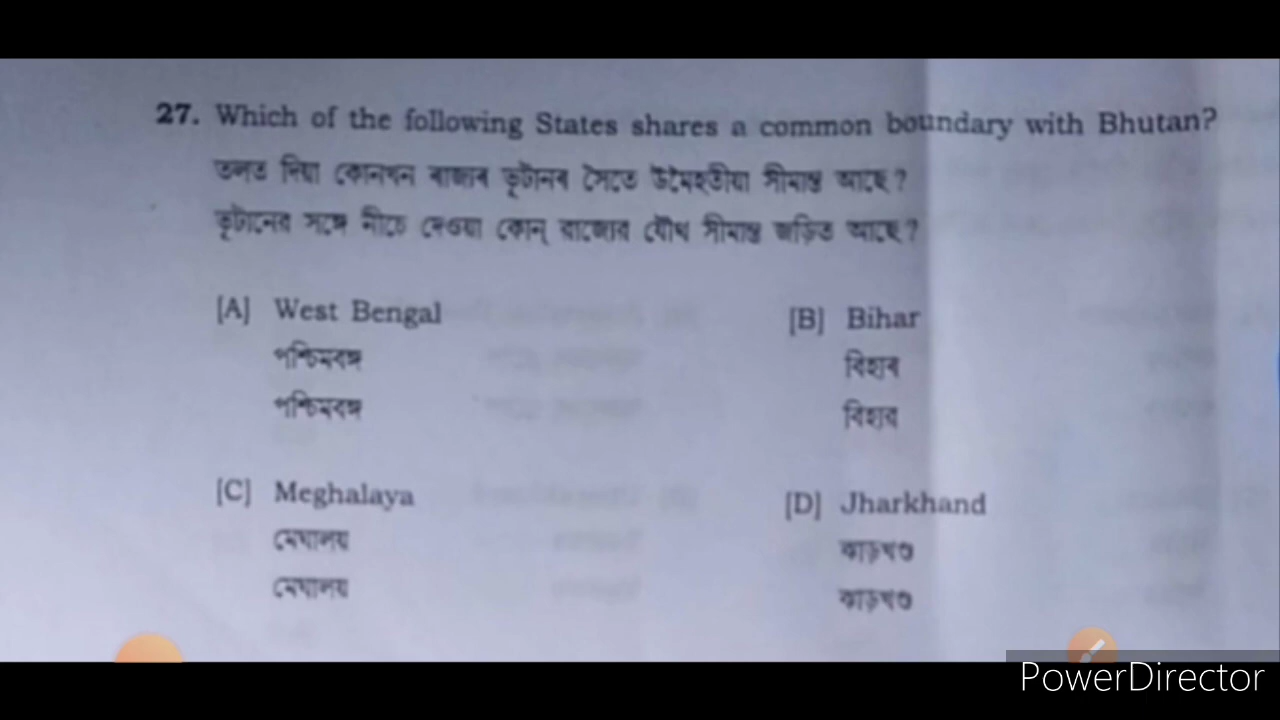 27. Which of the following States shares a common boundary with Bhutan?
তলত দিয়া কোনখন ৰাজ্যৰ ভূটানৰ সৈতে উমৈহতীয়া সীমান্ত আছে?
ভূটানের সঙ্গে নীচে দেওয়া কোন্ রাজ্যের যৌথ সীমান্ত জড়িত আছে?
[A] West Bengal
পশ্চিমবঙ্গ
পশ্চিমবঙ্গ
[B] Bihar
বিহাৰ
বিহার
[C] Meghalaya
মেঘালয়
মেঘালয়
[D] Jharkhand
ঝাড়খণ্ড
ঝাড়খণ্ড
PowerDirector